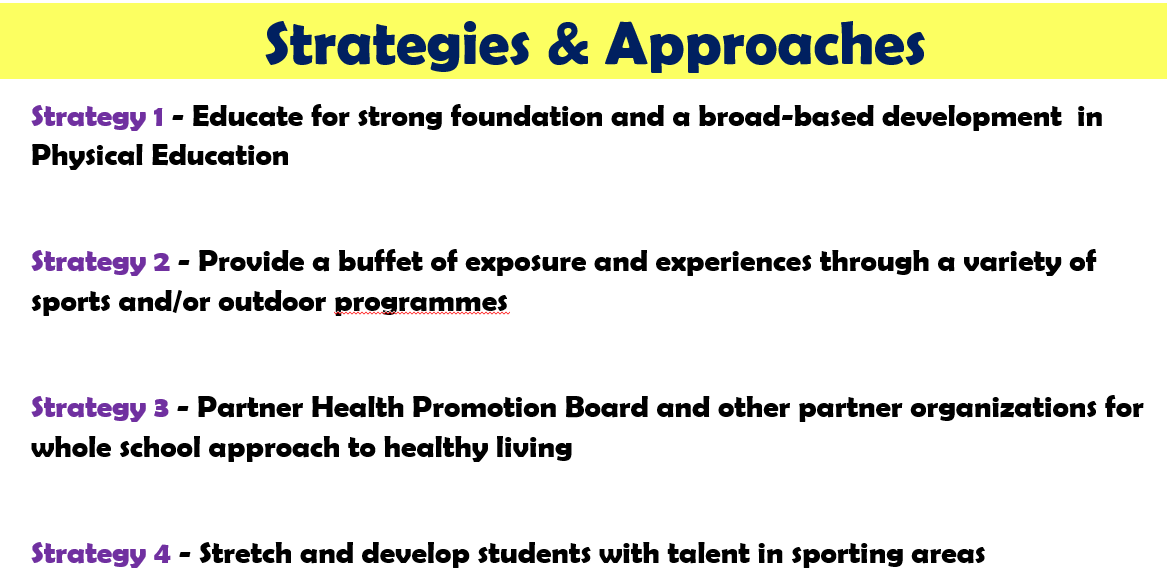 Strategies & Approaches
Strategy 1 - Educate for strong foundation and a broad-based development  in
Physical Education
Strategy 2 - Provide a buffet of exposure and experiences through a variety of
sports and/or outdoor programmes
Strategy 3 - Partner Health Promotion Board and other partner organizations for
whole school approach to healthy living
Strategy 4 - Stretch and develop students with talent in sporting areas